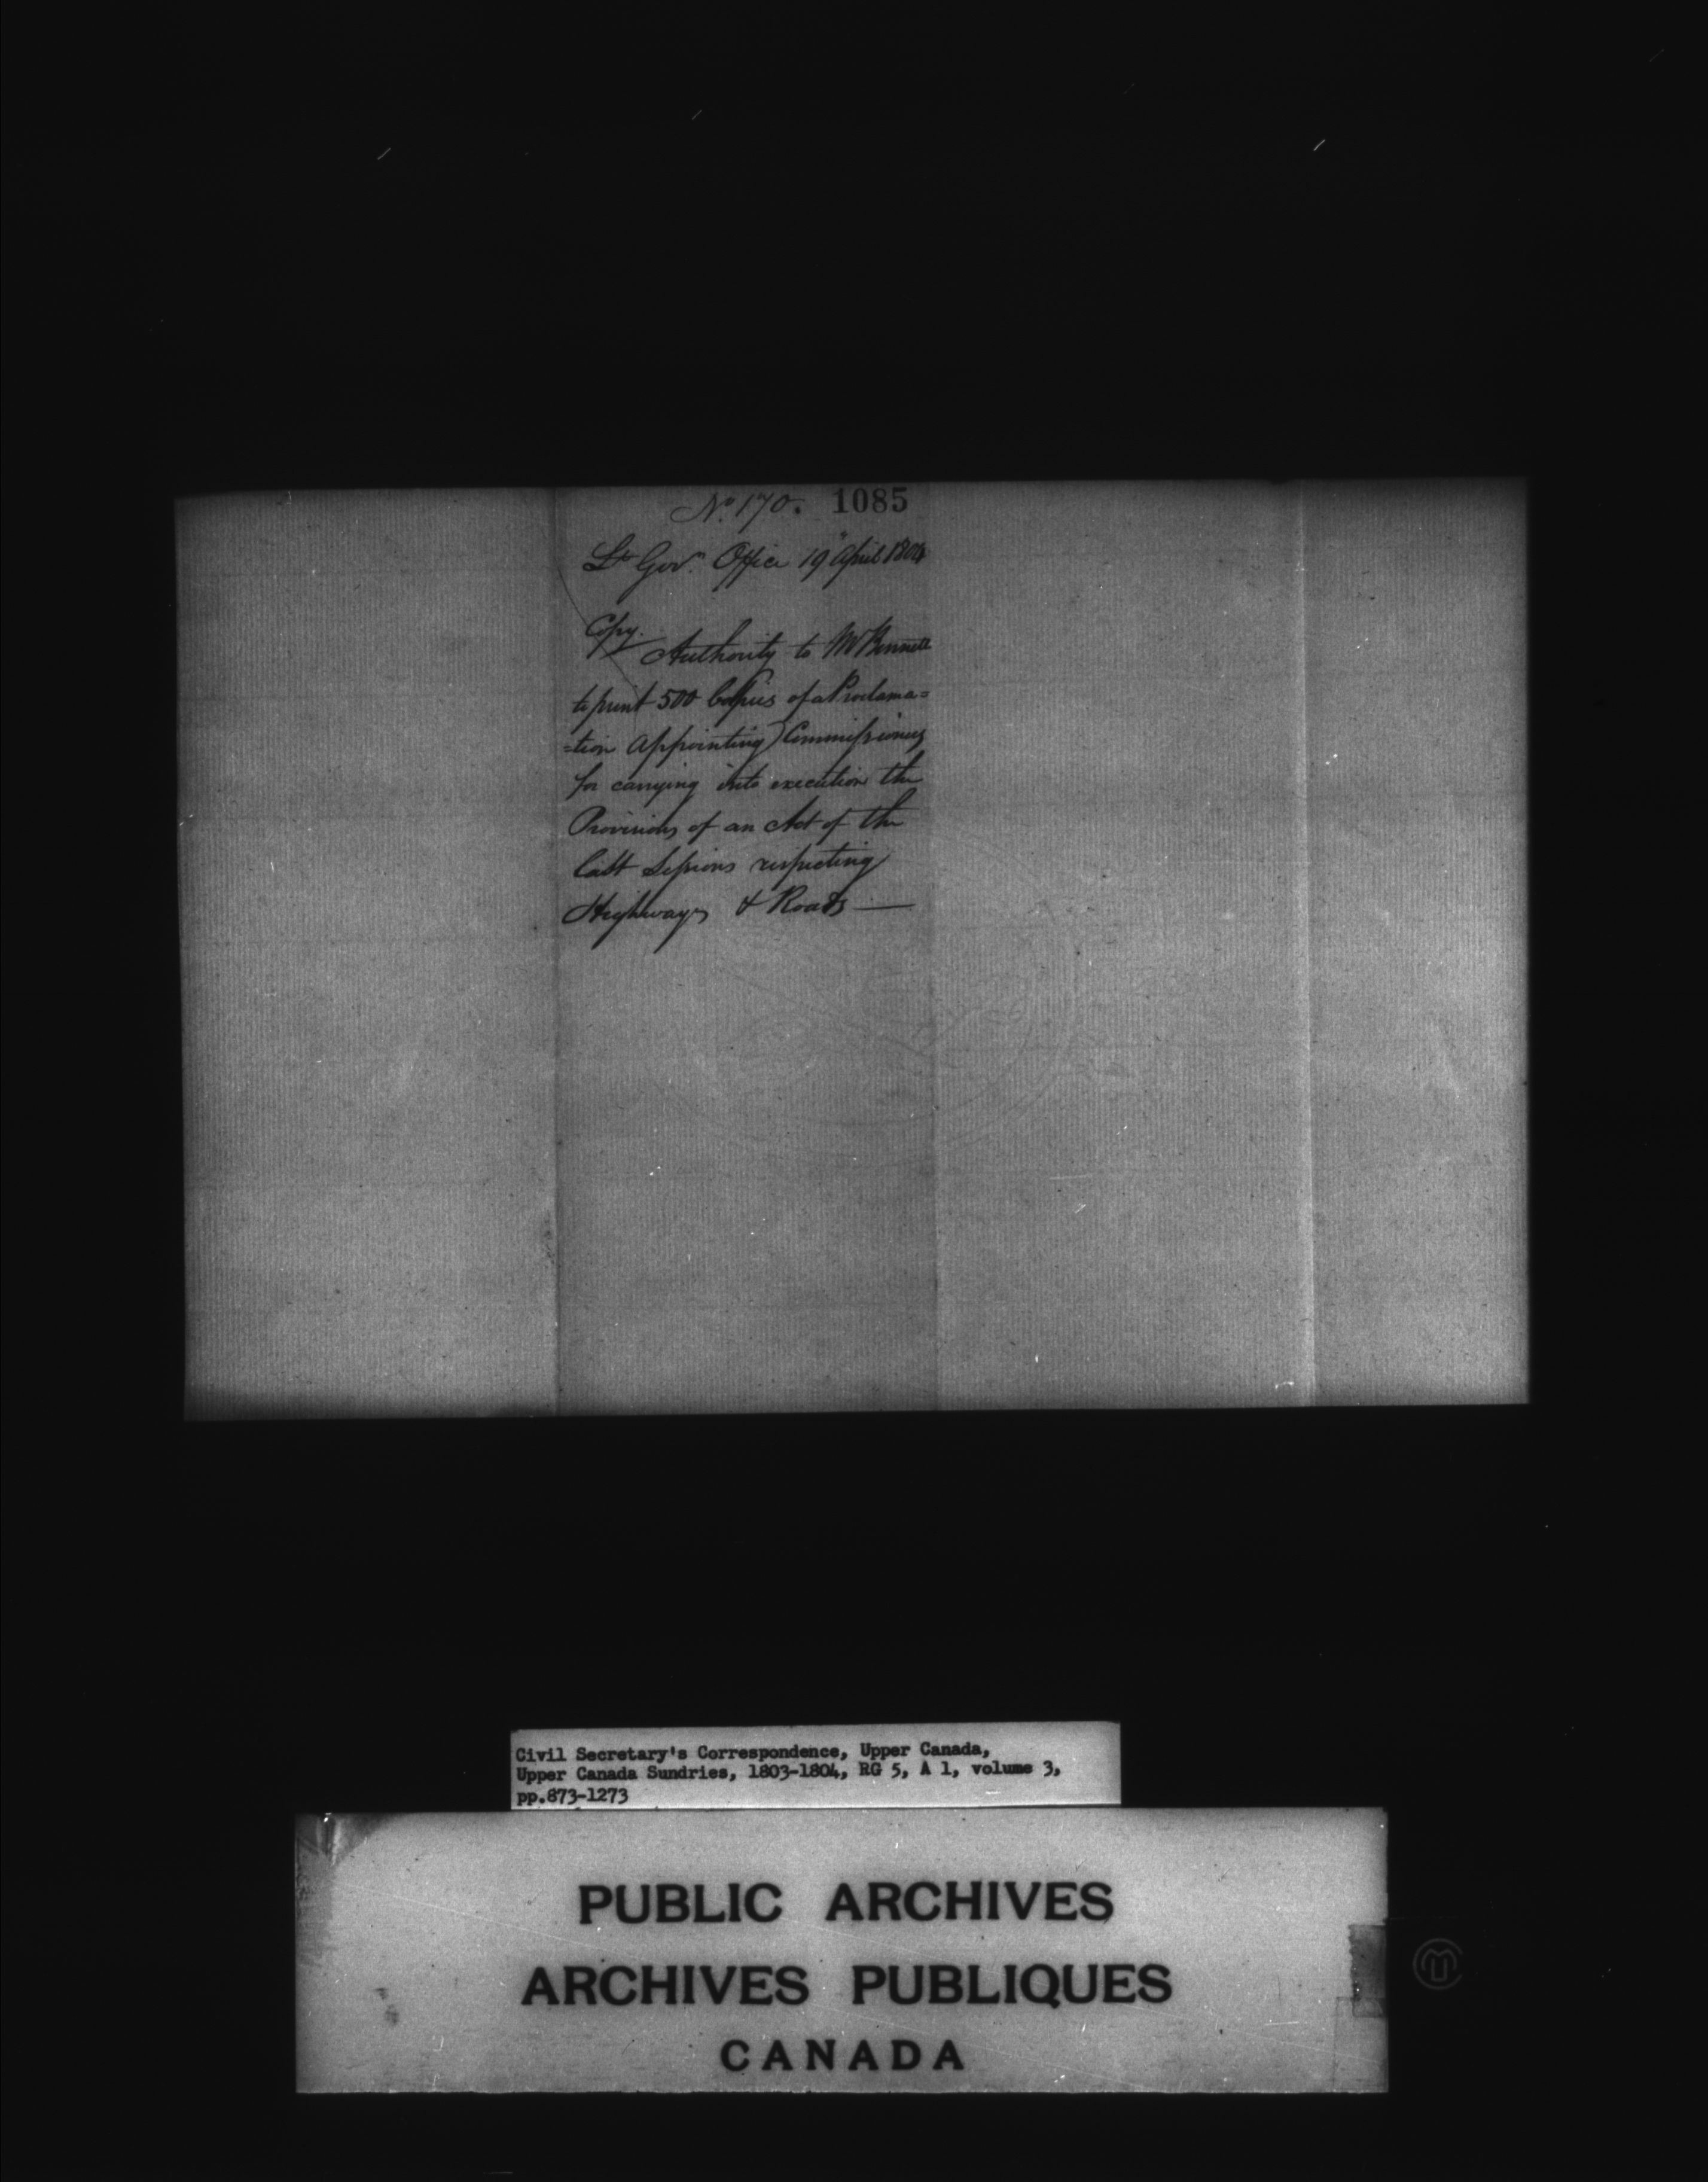 No. 170. 1085
Lt. Govrs. Office 19" April 1804
Copy.
Authority to Mr Bennett
to print 500 Copies of a Proclama=
=tion Appointing Commissioners
for carrying into execution the
Provisions of an Act of the
last Sessions respecting
Highways & Roads —
Civil Secretary's Correspondence, Upper Canada,
Upper Canada Sundries, 1803-1804, RG 5, A 1, volume 3,
pp.873-1273
PUBLIC ARCHIVES
ARCHIVES PUBLIQUES
CANADA